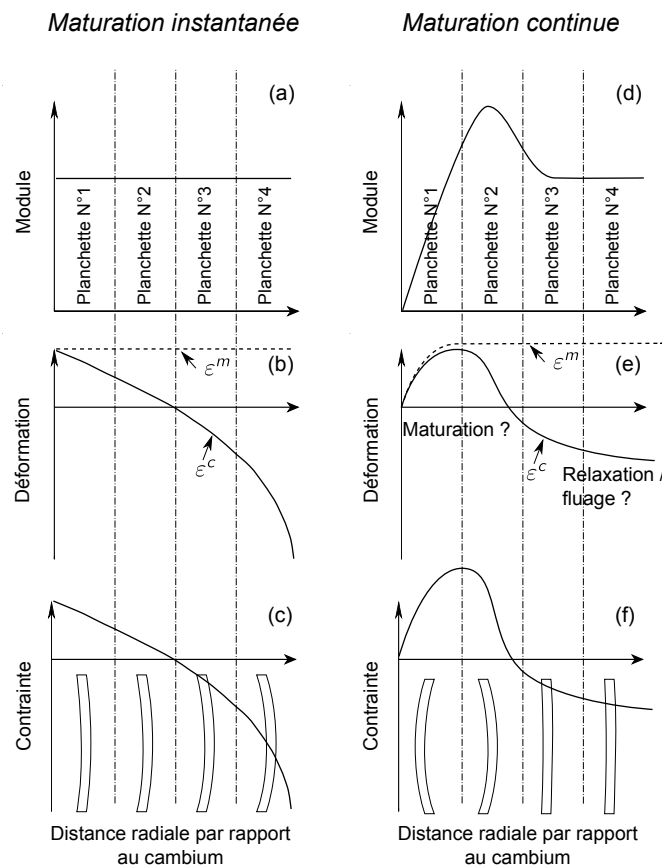 Maturation instantanée
Maturation continue
(a)
Module
Planchette N°1
Planchette N°2
Planchette N°3
Planchette N°4
(d)
Module
Planchette N°1
Planchette N°2
Planchette N°3
Planchette N°4
(b)
Déformation
εᵐ
εᶜ
(e)
Déformation
εᵐ
Maturation ?
εᶜ
Relaxation /
fluage ?
(c)
Contrainte
(f)
Contrainte
Distance radiale par rapport
au cambium
Distance radiale par rapport
au cambium